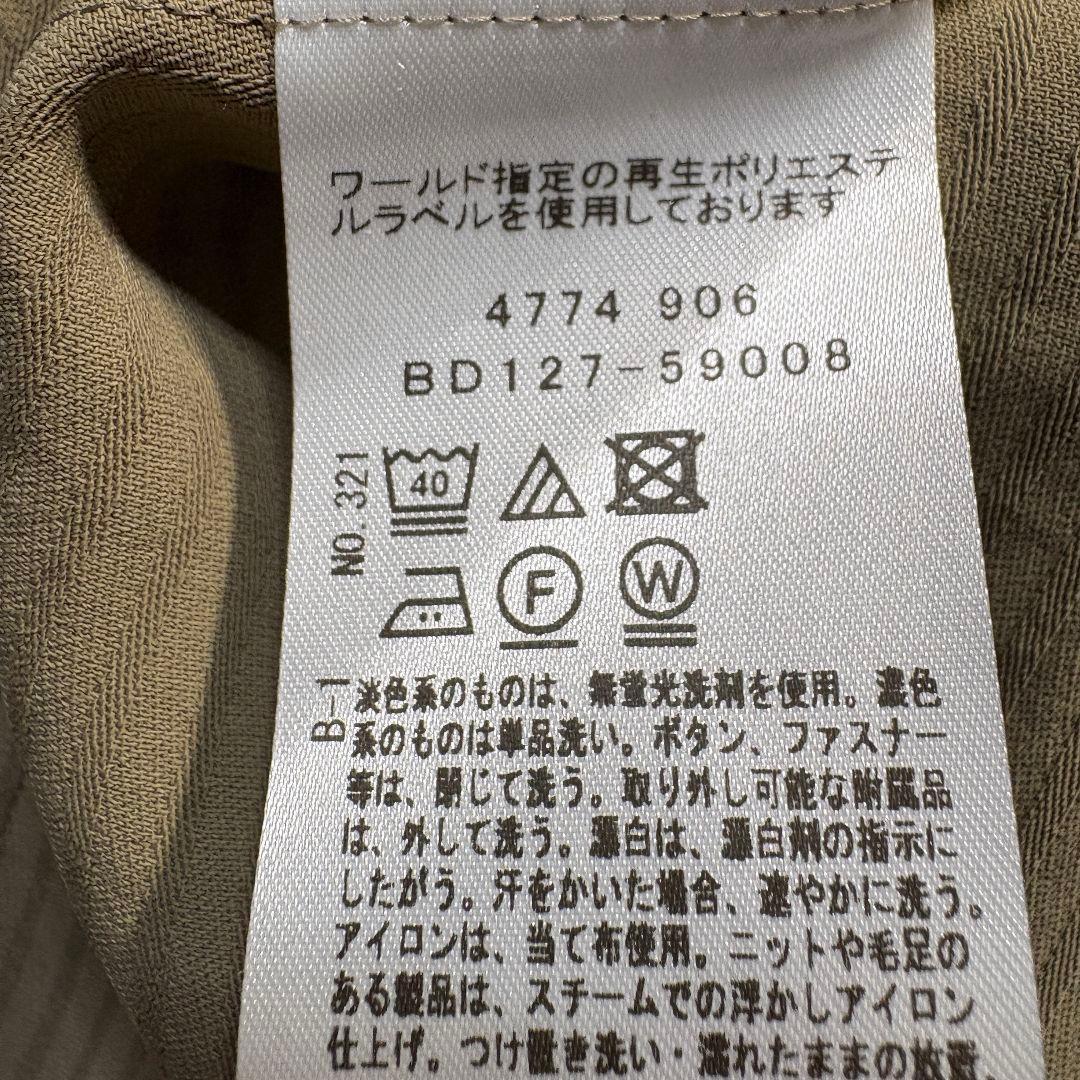 ワールド指定の再生ポリエステ
ルラベルを使用しております
4774 906
BD127-59008
NO. 321
40
F
W
B-1
淡色系のものは、無蛍光洗剤を使用。濃色
系のものは単品洗い。ボタン、ファスナー
等は、閉じて洗う。取り外し可能な附属品
は、外して洗う。漂白は、漂白剤の指示に
したがう。汗をかいた場合、速やかに洗う。
アイロンは、当て布使用。ニットや毛足の
ある製品は、スチームでの浮かしアイロン
仕上げ。つけ置き洗い・濡れたままの放置、